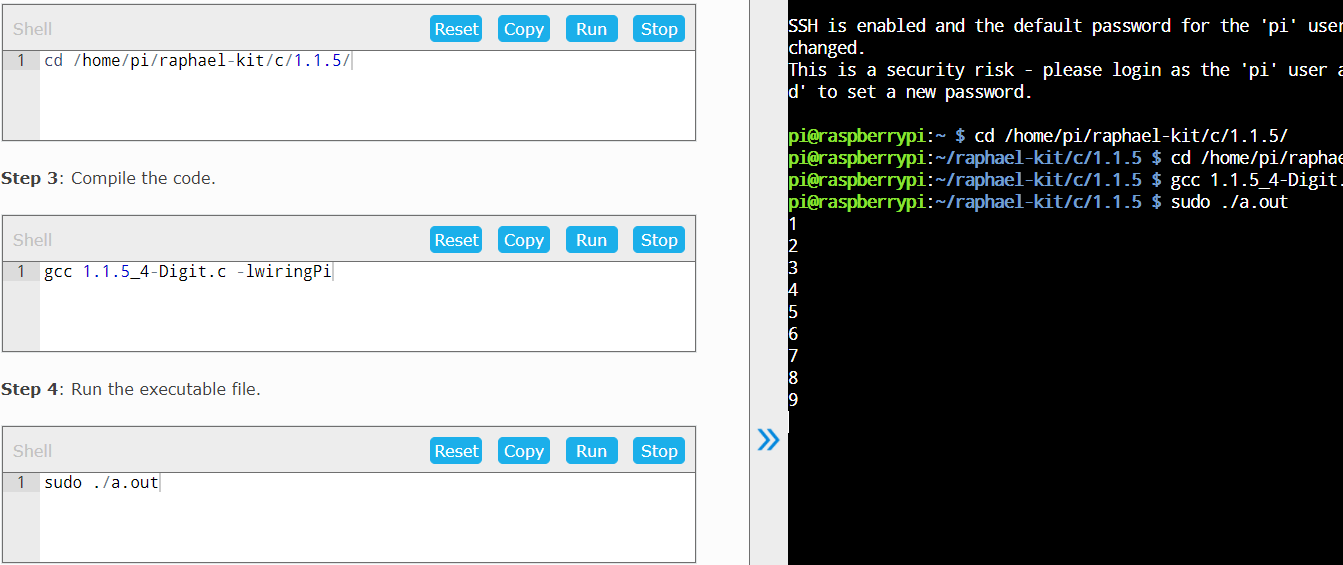 Shell
Reset Copy Run Stop
1 cd /home/pi/raphael-kit/c/1.1.5/
Step 3: Compile the code.
Shell
Reset Copy Run Stop
1 gcc 1.1.5_4-Digit.c -lwiringPi
Step 4: Run the executable file.
Shell
Reset Copy Run Stop
1 sudo ./a.out
SSH is enabled and the default password for the 'pi' user
changed.
This is a security risk - please login as the 'pi' user a
d' to set a new password.
pi@raspberrypi:~ $ cd /home/pi/raphael-kit/c/1.1.5/
pi@raspberrypi:~/raphael-kit/c/1.1.5 $ cd /home/pi/raphae
pi@raspberrypi:~/raphael-kit/c/1.1.5 $ gcc 1.1.5_4-Digit.
pi@raspberrypi:~/raphael-kit/c/1.1.5 $ sudo ./a.out
1
2
3
4
5
6
7
8
9